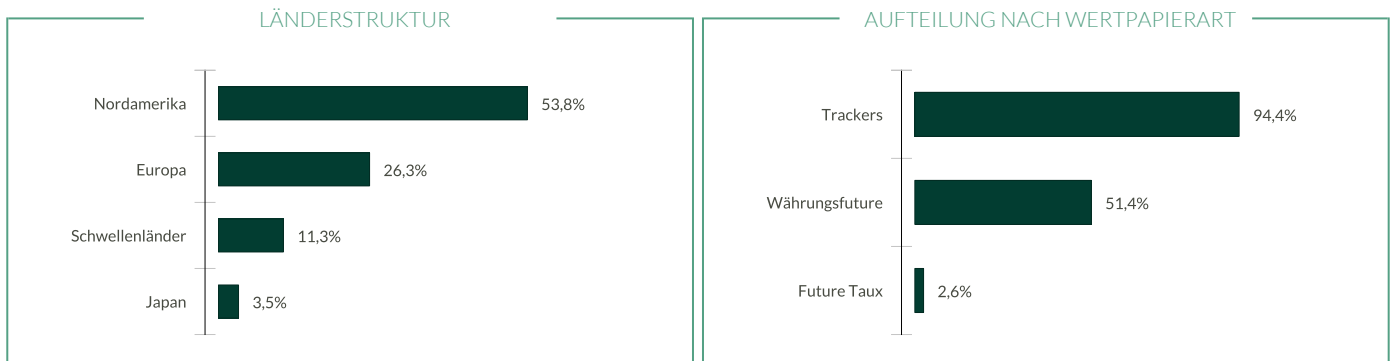 LÄNDERSTRUKTUR
Nordamerika 53,8%
Europa 26,3%
Schwellenländer 11,3%
Japan 3,5%
AUFTEILUNG NACH WERTPAPIERART
Trackers 94,4%
Währungsfuture 51,4%
Future Taux 2,6%